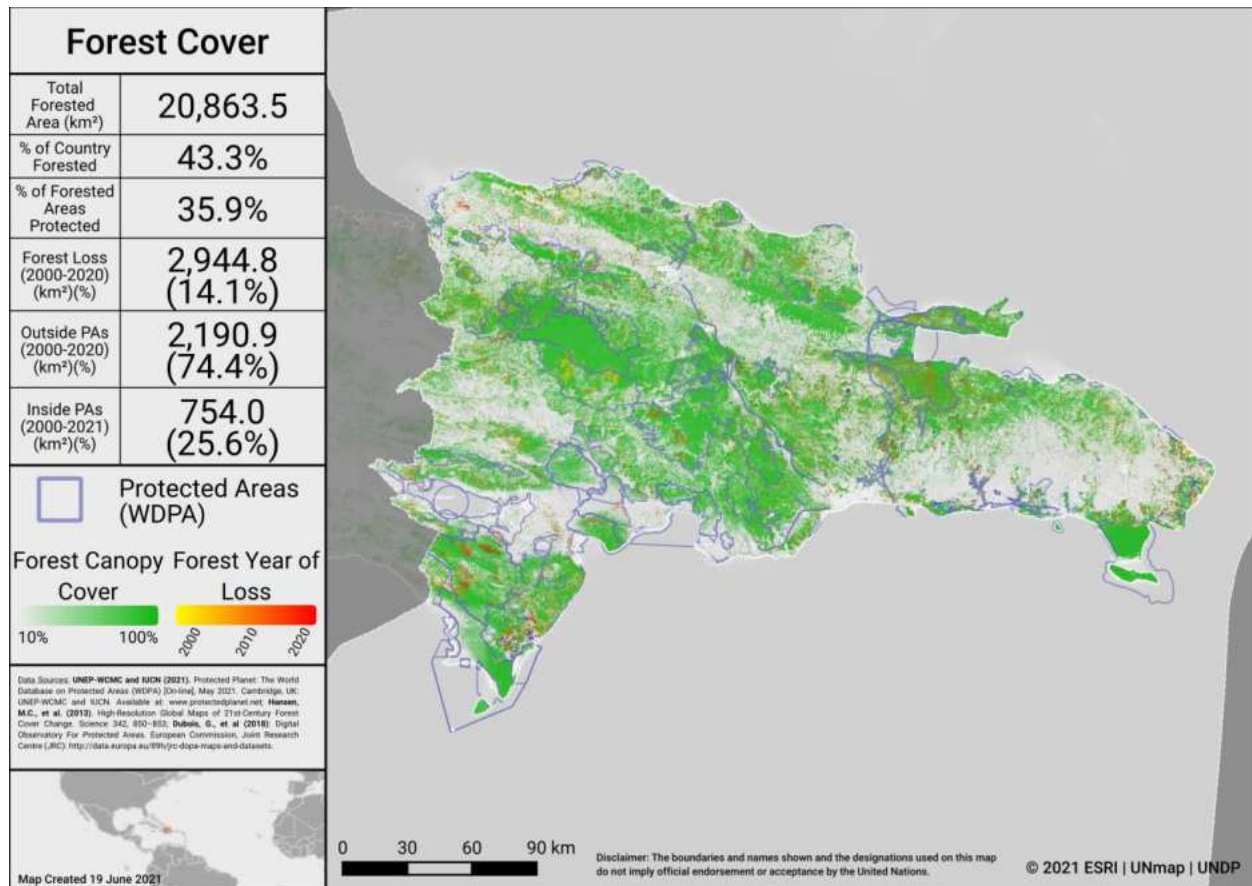 Forest Cover
Total
Forested
Area (km²)
20,863.5
% of Country
Forested
43.3%
% of Forested
Areas
Protected
35.9%
Forest Loss
(2000-2020)
(km²)(%)
2,944.8
(14.1%)
Outside PAs
(2000-2020)
(km²)(%)
2,190.9
(74.4%)
Inside PAs
(2000-2021)
(km²)(%)
754.0
(25.6%)
Protected Areas
(WDPA)
Forest Canopy
Cover
10%
100%
Forest Year of
Loss
2000
2010
2020
Data Sources: UNEP-WCMC and IUCN (2021). Protected Planet: The World
Database on Protected Areas (WDPA) [On-line], May 2021. Cambridge, UK:
UNEP-WCMC and IUCN. Available at: www.protectedplanet.net; Hansen,
M.C., et al. (2013). High-Resolution Global Maps of 21st-Century Forest
Cover Change. Science 342, 850–853; Dubois, G., et al (2018): Digital
Observatory For Protected Areas. European Commission, Joint Research
Centre (JRC): http://data.europa.eu/89h/jrc-dopa-maps-and-datasets.
Map Created 19 June 2021
0 30 60 90 km
Disclaimer: The boundaries and names shown and the designations used on this map
do not imply official endorsement or acceptance by the United Nations.
© 2021 ESRI | UNmap | UNDP